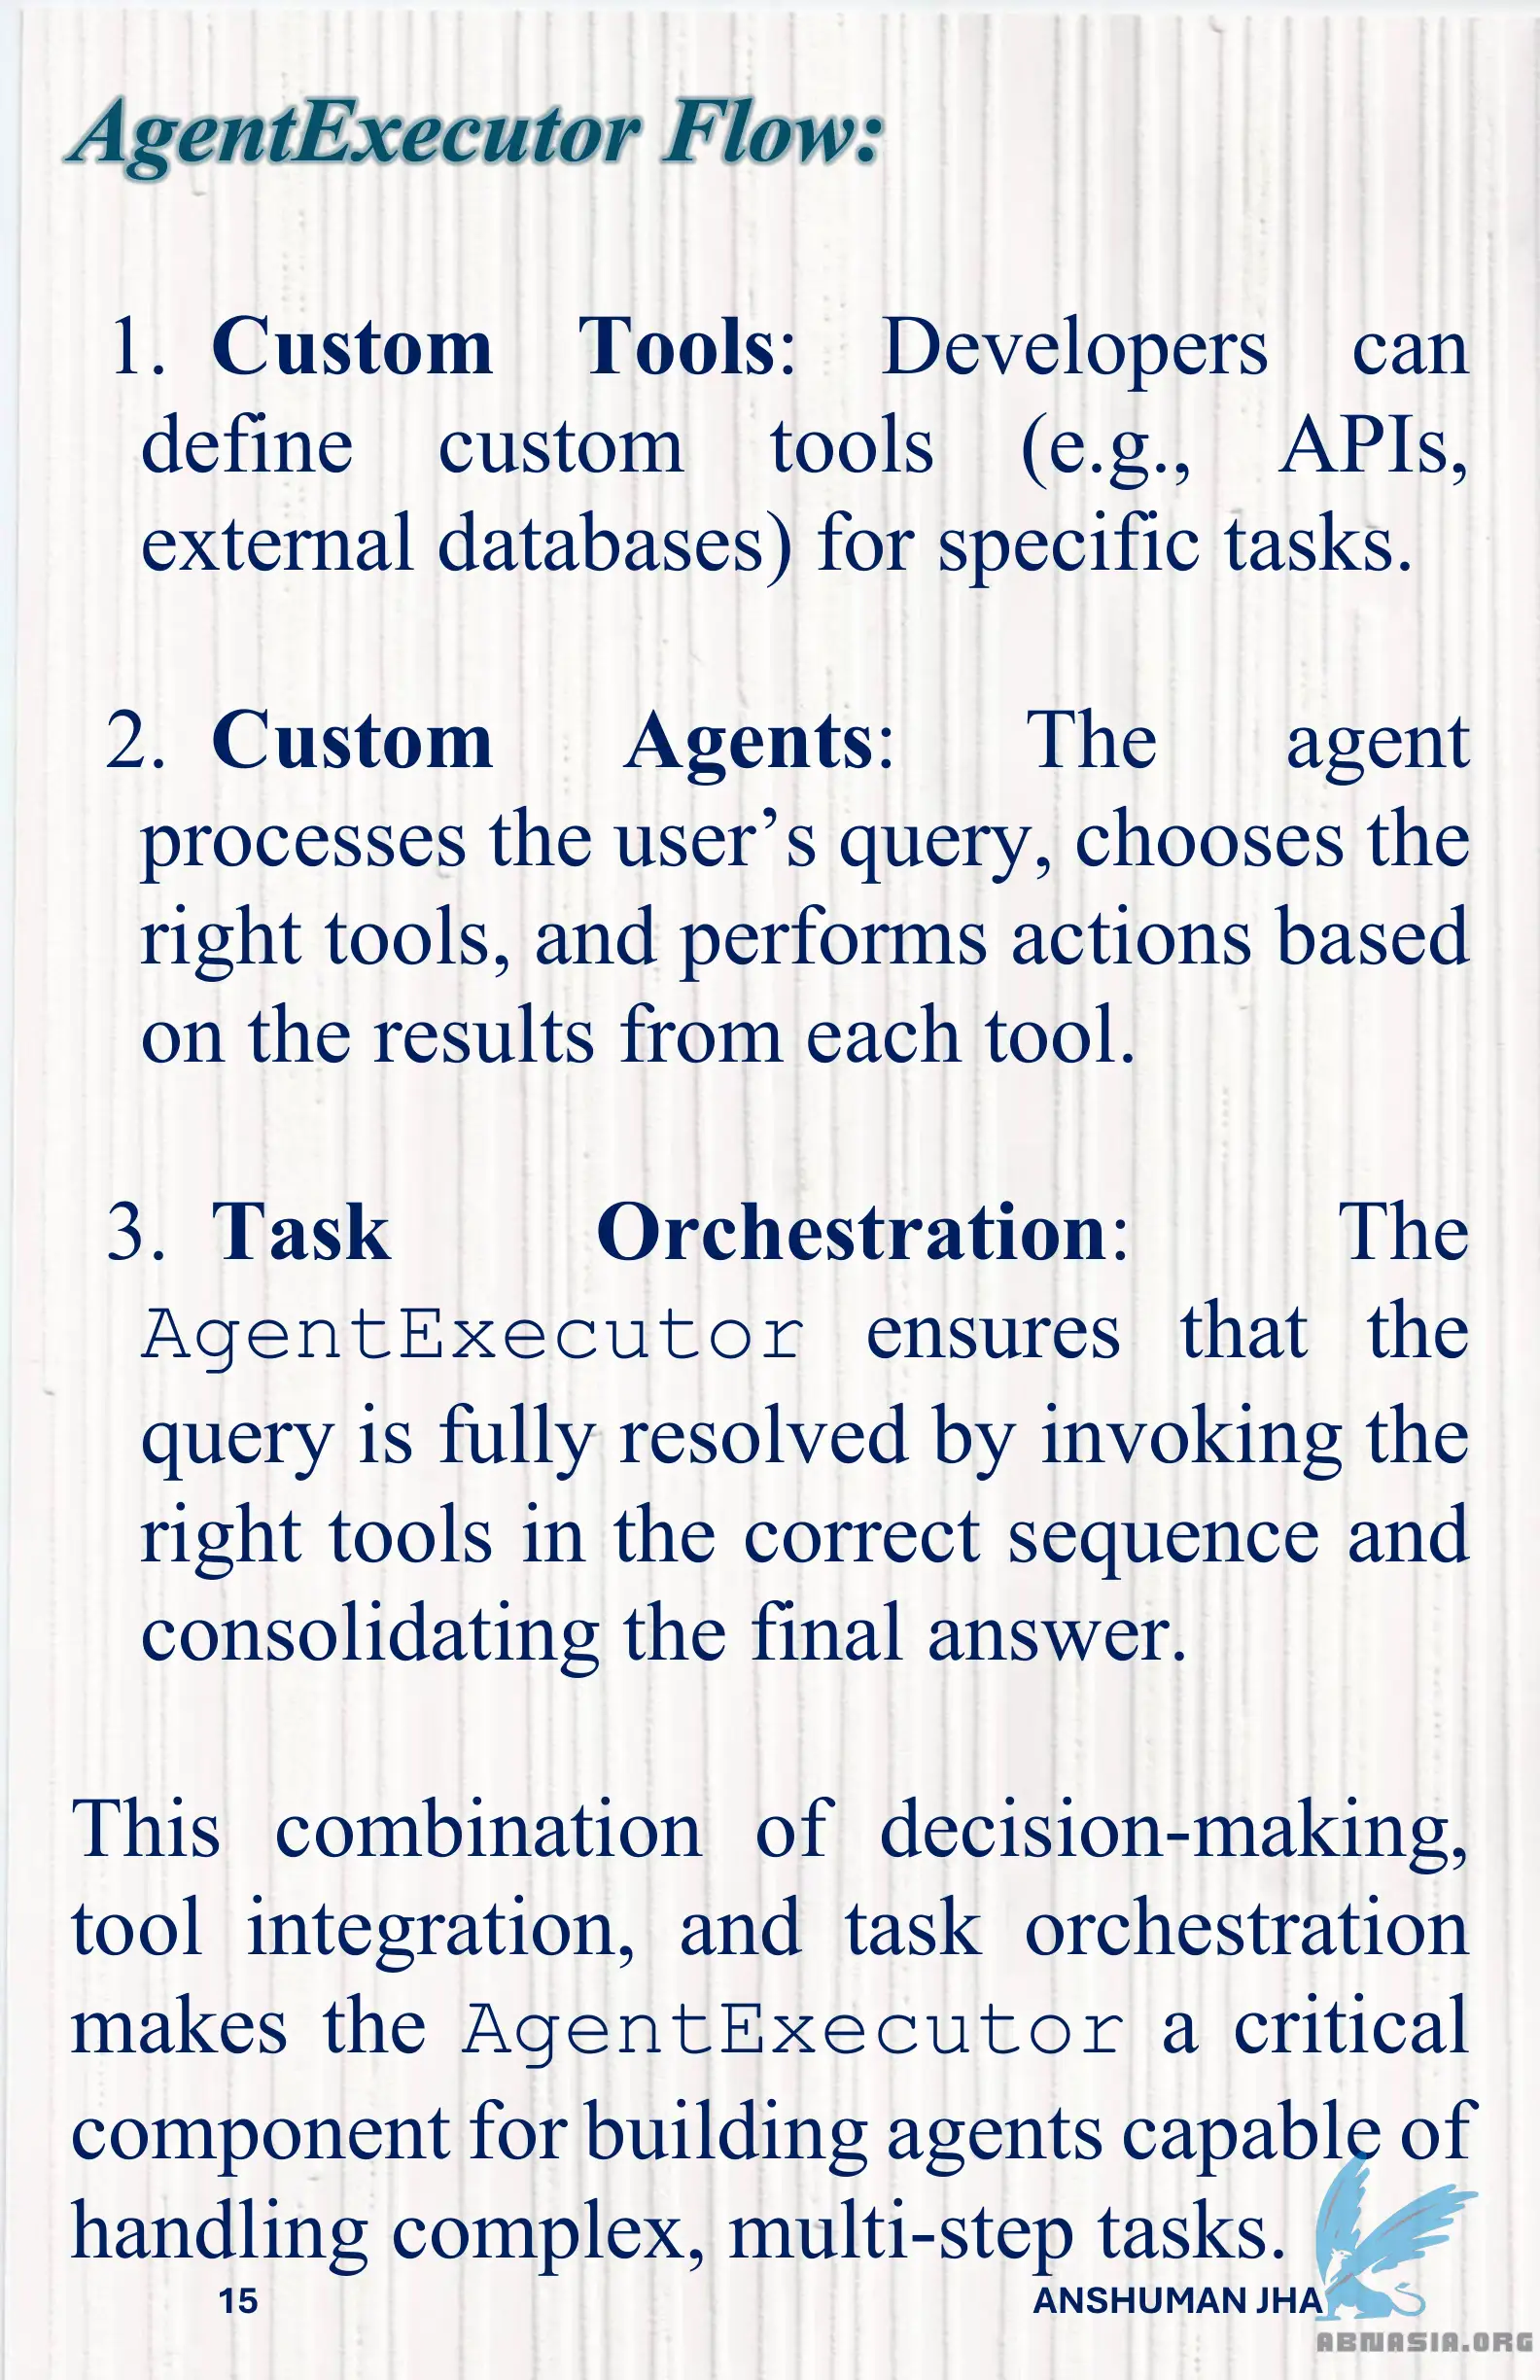 AgentExecutor Flow:
1. Custom Tools: Developers can
define custom tools (e.g., APIs,
external databases) for specific tasks.
2. Custom Agents: The agent
processes the user’s query, chooses the
right tools, and performs actions based
on the results from each tool.
3. Task Orchestration: The
AgentExecutor ensures that the
query is fully resolved by invoking the
right tools in the correct sequence and
consolidating the final answer.
This combination of decision-making,
tool integration, and task orchestration
makes the AgentExecutor a critical
component for building agents capable of
handling complex, multi-step tasks.
15 ANSHUMAN JHA
ABNASIA.ORG